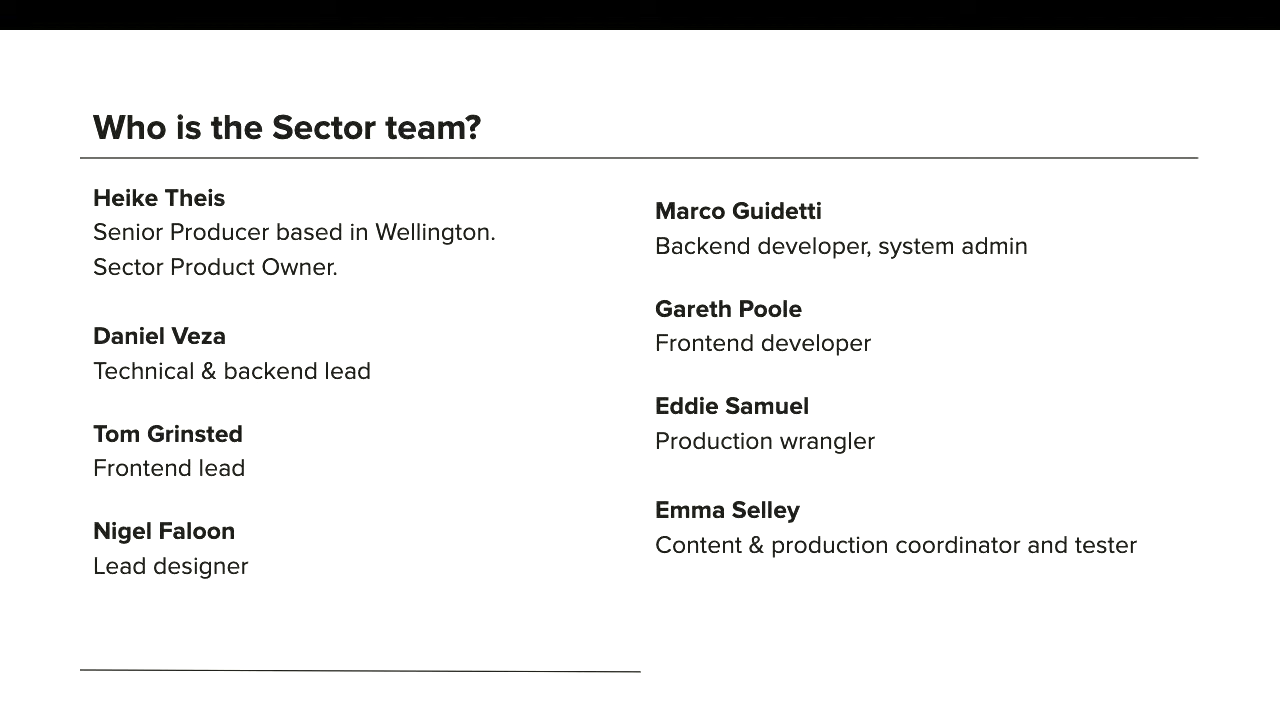 Who is the Sector team?
Heike Theis
Senior Producer based in Wellington.
Sector Product Owner.
Daniel Veza
Technical & backend lead
Tom Grinsted
Frontend lead
Nigel Faloon
Lead designer
Marco Guidetti
Backend developer, system admin
Gareth Poole
Frontend developer
Eddie Samuel
Production wrangler
Emma Selley
Content & production coordinator and tester